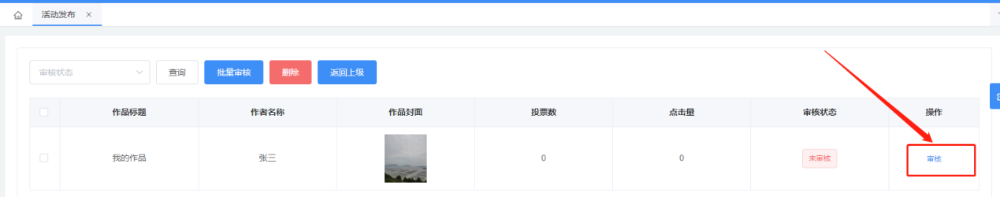 活动发布 ×
审核状态 查询 批量审核 删除 返回上级
作品标题 作者名称 作品封面 投票数 点击量 审核状态 操作
我的作品 张三 0 0 未审核 审核